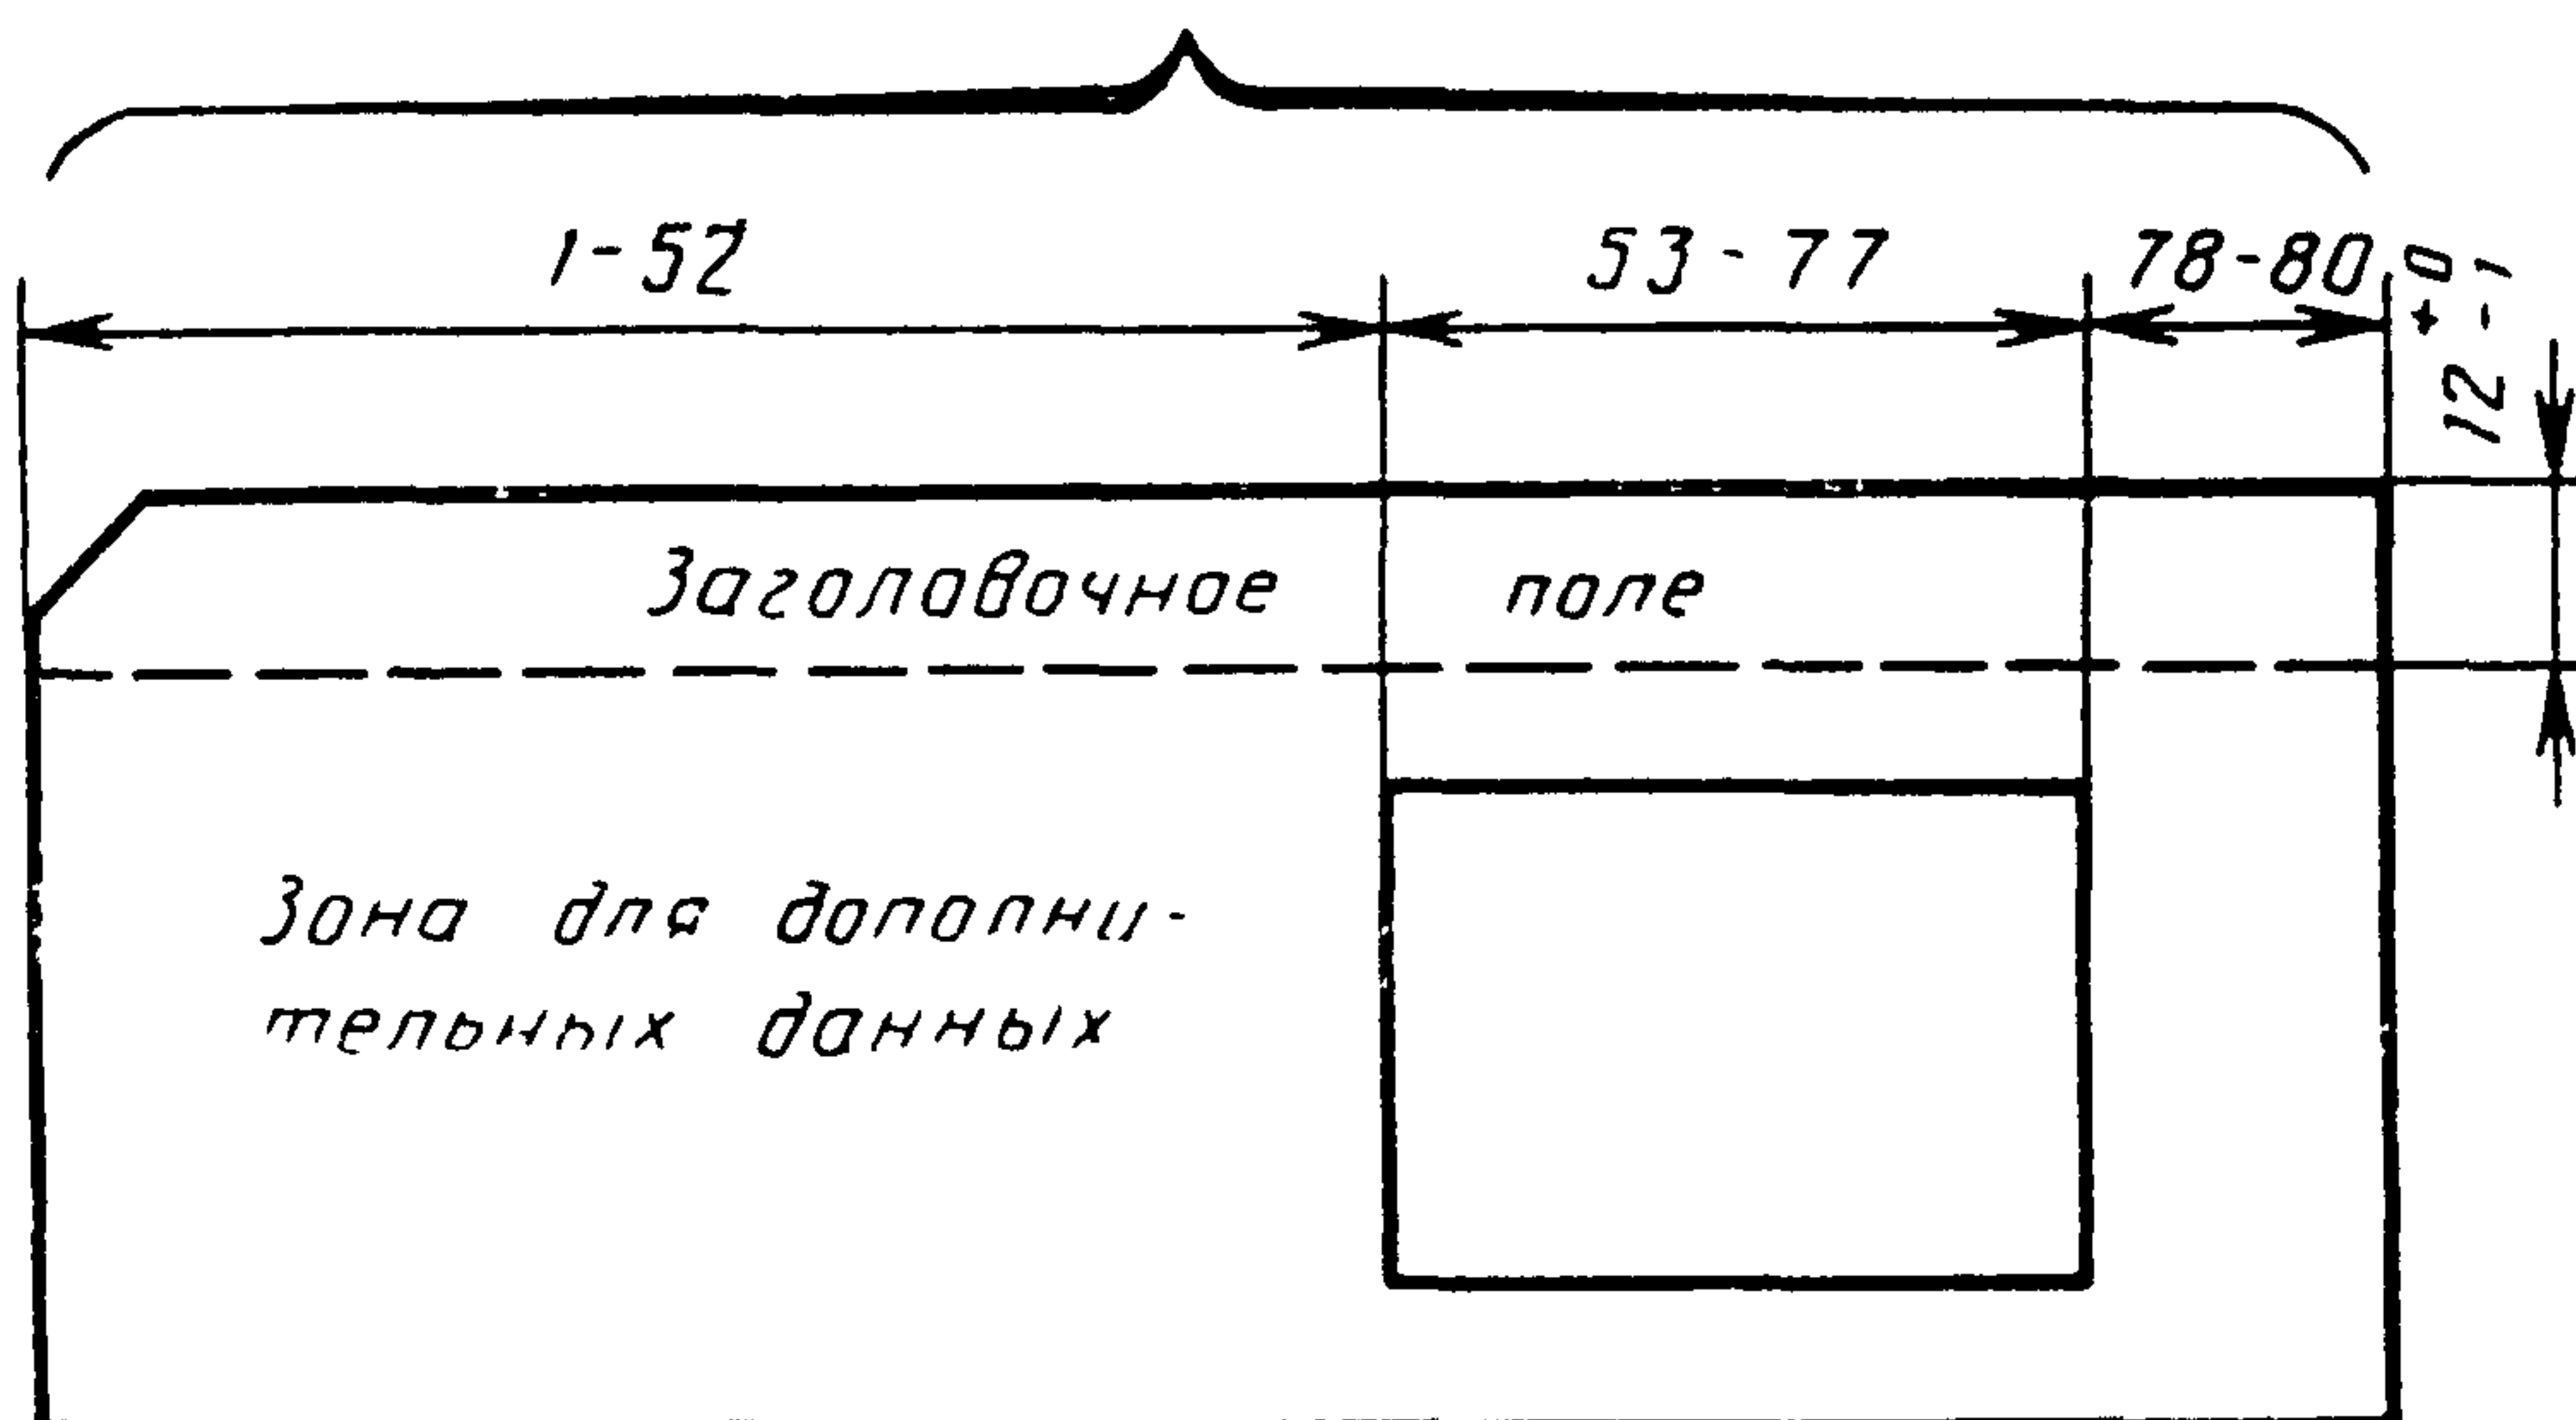 1-52 53-77 78-80
12 +0 -1
Заголовочное поле
Зона для дополни-
тельных данных